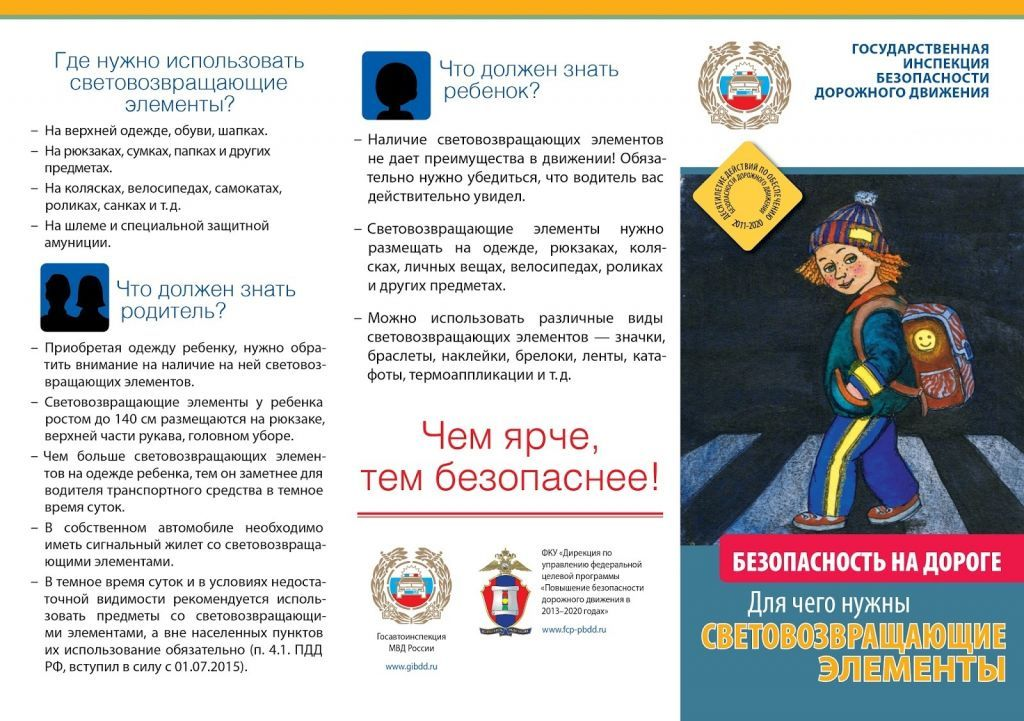 Где нужно использовать
световозвращающие
элементы?
– На верхней одежде, обуви, шапках.
– На рюкзаках, сумках, папках и других
предметах.
– На колясках, велосипедах, самокатах,
роликах, санках и т. д.
– На шлеме и специальной защитной
амуниции.
Что должен знать
родитель?
– Приобретая одежду ребенку, нужно обра-
тить внимание на наличие на ней световоз-
вращающих элементов.
– Световозвращающие элементы у ребенка
ростом до 140 см размещаются на рюкзаке,
верхней части рукава, головном уборе.
– Чем больше световозвращающих элемен-
тов на одежде ребенка, тем он заметнее для
водителя транспортного средства в темное
время суток.
– В собственном автомобиле необходимо
иметь сигнальный жилет со световозвраща-
ющими элементами.
– В темное время суток и в условиях недоста-
точной видимости рекомендуется исполь-
зовать предметы со световозвращающи-
ми элементами, а вне населенных пунктов
их использование обязательно (п. 4.1. ПДД
РФ, вступил в силу с 01.07.2015).
Что должен знать
ребенок?
– Наличие световозвращающих элементов
не дает преимущества в движении! Обяза-
тельно нужно убедиться, что водитель вас
действительно увидел.
– Световозвращающие элементы нужно
размещать на одежде, рюкзаках, коля-
сках, личных вещах, велосипедах, роликах
и других предметах.
– Можно использовать различные виды
световозвращающих элементов — значки,
браслеты, наклейки, брелоки, ленты, ката-
фоты, термоаппликации и т. д.
Чем ярче,
тем безопаснее!
Госавтоинспекция
МВД России
www.gibdd.ru
ФКУ «Дирекция по
управлению федеральной
целевой программы
«Повышение безопасности
дорожного движения в
2013–2020 годах»
www.fcp-pbdd.ru
ГОСУДАРСТВЕННАЯ
ИНСПЕКЦИЯ
БЕЗОПАСНОСТИ
ДОРОЖНОГО ДВИЖЕНИЯ
ДЕСЯТИЛЕТИЕ ДЕЙСТВИЙ ПО ОБЕСПЕЧЕНИЮ
БЕЗОПАСНОСТИ ДОРОЖНОГО ДВИЖЕНИЯ
2011-2020
БЕЗОПАСНОСТЬ НА ДОРОГЕ
Для чего нужны
СВЕТОВОЗВРАЩАЮЩИЕ
ЭЛЕМЕНТЫ